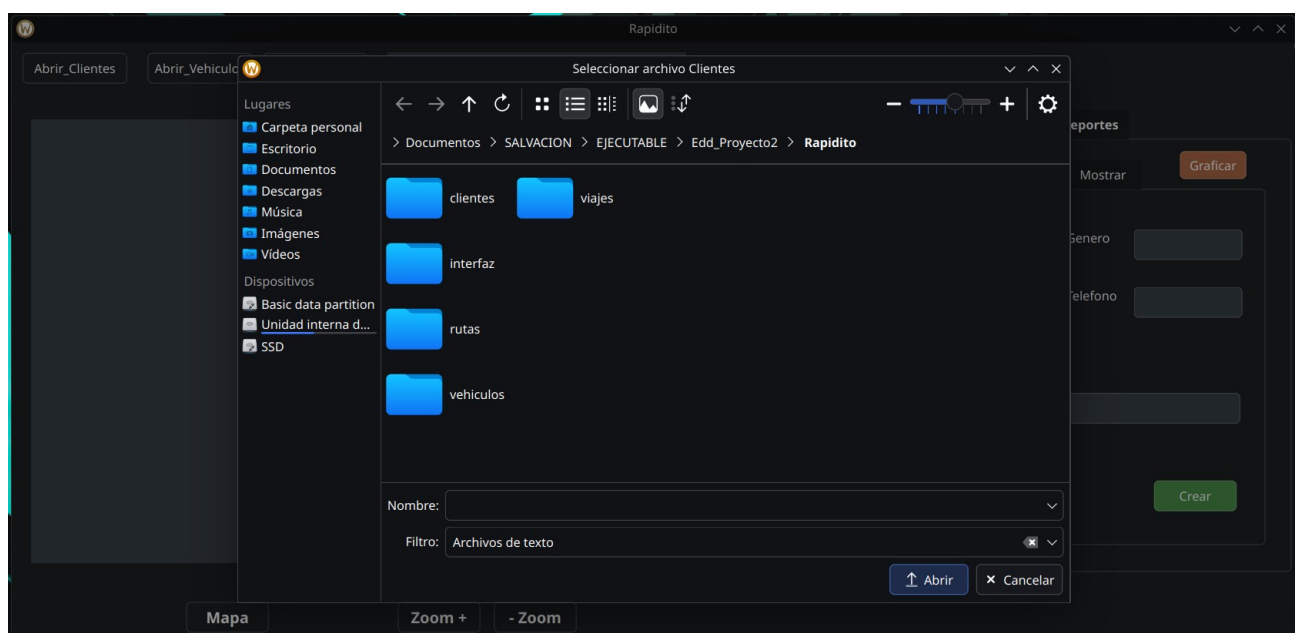 Rapidito
Abrir_Clientes
Abrir_Vehiculo
Seleccionar archivo Clientes
Lugares
Carpeta personal
Escritorio
Documentos
Descargas
Música
Imágenes
Vídeos
Dispositivos
Basic data partition
Unidad interna d...
SSD
> Documentos > SALVACION > EJECUTABLE > Edd_Proyecto2 > Rapidito
clientes
viajes
interfaz
rutas
vehiculos
Nombre:
Filtro: Archivos de texto
Abrir
Cancelar
eportes
Mostrar
Graficar
Genero
Telefono
Crear
Mapa
Zoom +
- Zoom